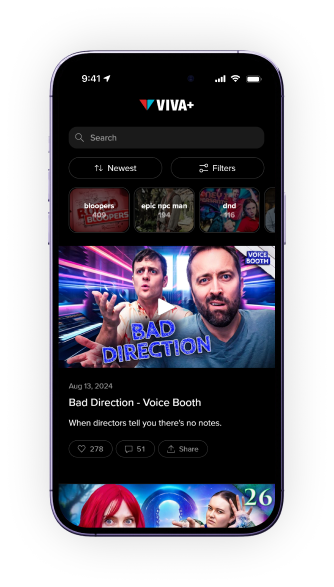 9:41
VIVA+
Search
Newest
Filters
bloopers
409
epic npc man
194
dnd
116
VOICE
BOOTH
BAD
DIRECTION
Aug 13, 2024
Bad Direction - Voice Booth
When directors tell you there's no notes.
278
51
Share
26